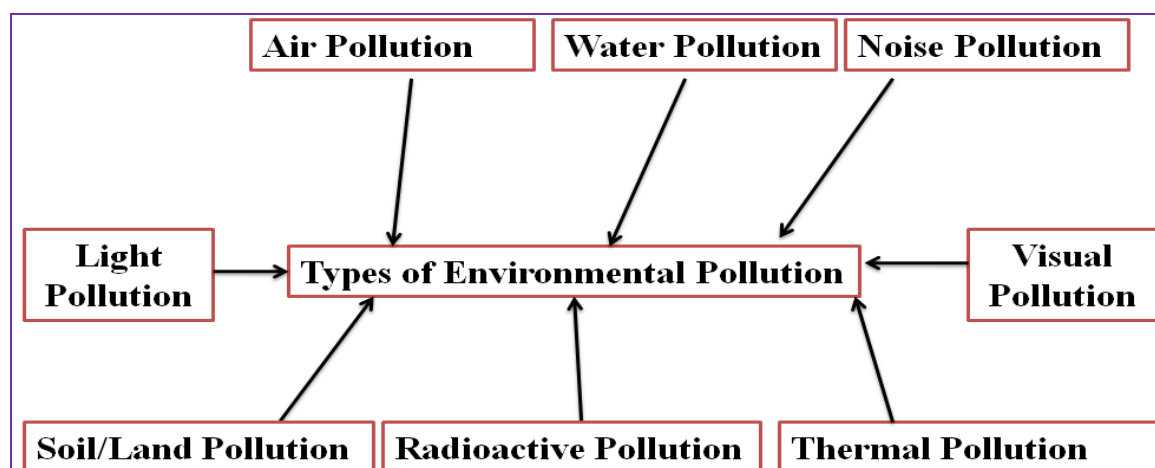 Air Pollution
Water Pollution
Noise Pollution
Light
Pollution
Types of Environmental Pollution
Visual
Pollution
Soil/Land Pollution
Radioactive Pollution
Thermal Pollution